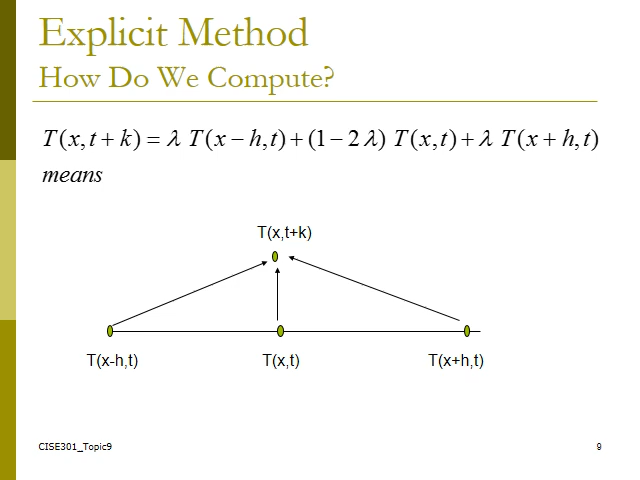 Explicit Method
How Do We Compute?
T(x, t + k) = λ T(x − h, t) + (1 − 2 λ) T(x, t) + λ T(x + h, t)
means
T(x,t+k)
T(x-h,t) T(x,t) T(x+h,t)
CISE301_Topic9 9